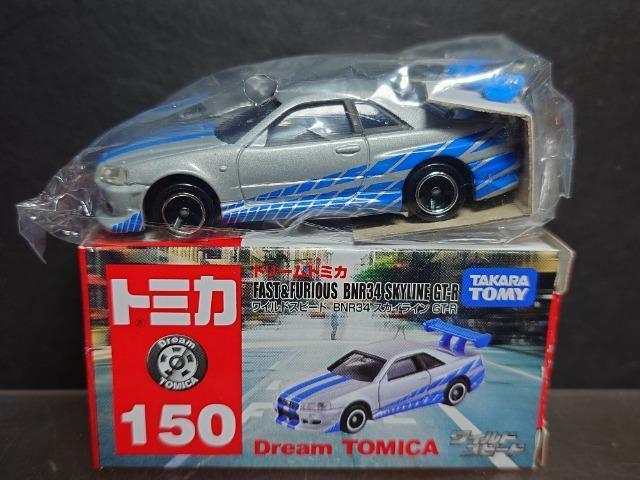 トミカ
®
Dream
TOMICA
150
ドリームトミカ
FAST&FURIOUS BNR34 SKYLINE GT-R
ワイルドスピード BNR34 スカイライン GT-R
TAKARA
TOMY
Dream TOMICA
ワイルド
スピード